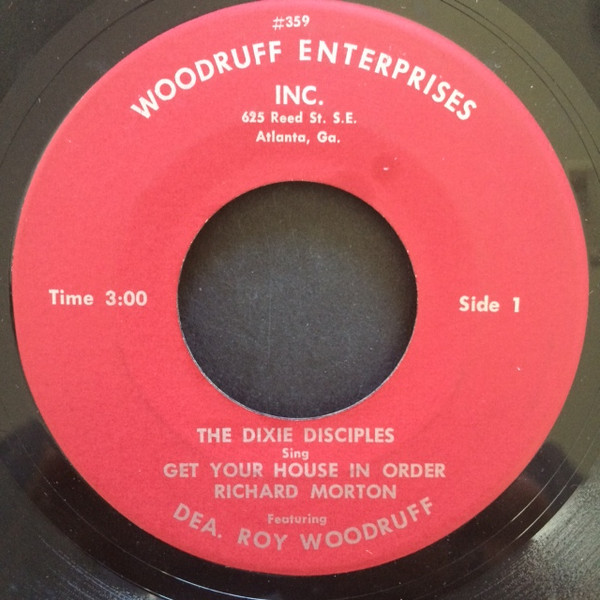 #359
WOODRUFF ENTERPRISES
INC.
625 Reed St. S.E.
Atlanta, Ga.
Time 3:00
Side 1
THE DIXIE DISCIPLES
Sing
GET YOUR HOUSE IN ORDER
RICHARD MORTON
Featuring
DEA. ROY WOODRUFF